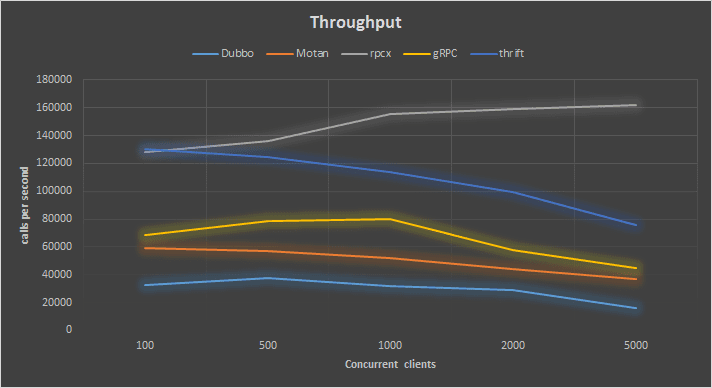 Throughput
Dubbo Motan rpcx gRPC thrift
180000
160000
140000
120000
100000
80000
60000
40000
20000
0
calls per second
100 500 1000 2000 5000
Concurrent clients